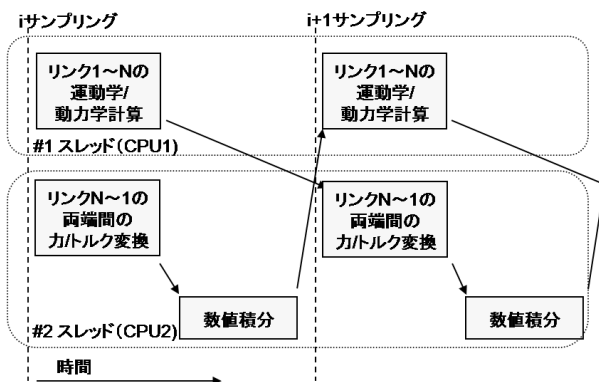 iサンプリング
i+1サンプリング
リンク1～Nの
運動学/
動力学計算
リンク1～Nの
運動学/
動力学計算
#1 スレッド(CPU1)
リンクN～1の
両端間の
力/トルク変換
リンクN～1の
両端間の
力/トルク変換
数値積分
数値積分
#2 スレッド(CPU2)
時間